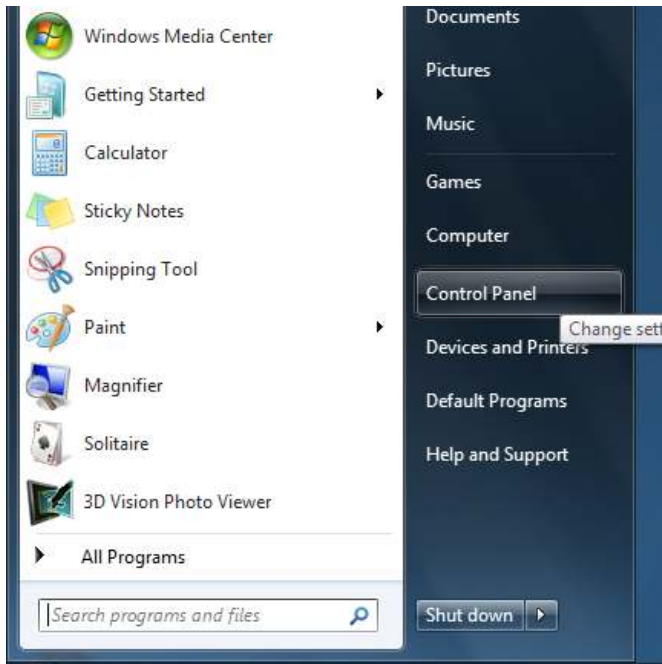 Windows Media Center
Getting Started
Calculator
Sticky Notes
Snipping Tool
Paint
Magnifier
Solitaire
3D Vision Photo Viewer
All Programs
Search programs and files
Documents
Pictures
Music
Games
Computer
Control Panel
Change sett
Devices and Printers
Default Programs
Help and Support
Shut down